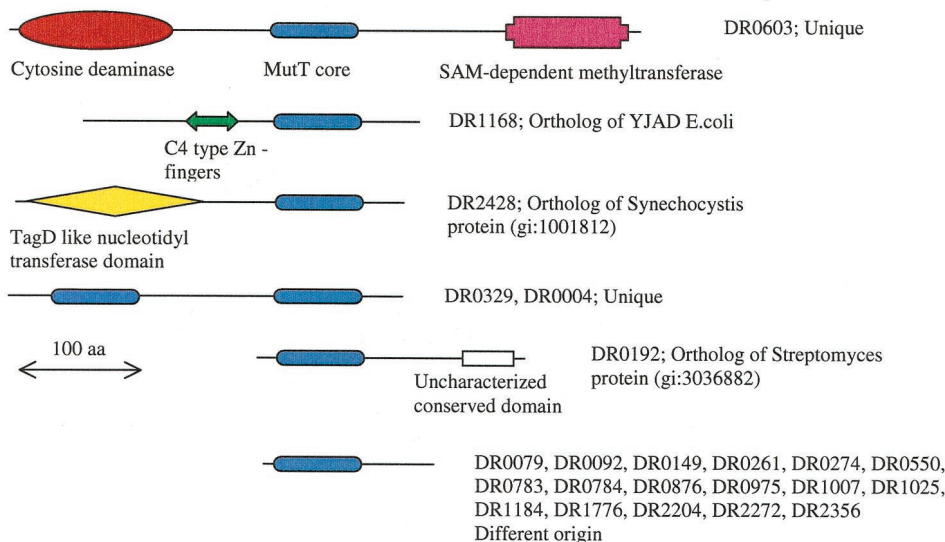 DR0603; Unique
Cytosine deaminase
MutT core
SAM-dependent methyltransferase
DR1168; Ortholog of YJAD E.coli
C4 type Zn -
fingers
DR2428; Ortholog of Synechocystis
protein (gi:1001812)
TagD like nucleotidyl
transferase domain
DR0329, DR0004; Unique
100 aa
DR0192; Ortholog of Streptomyces
protein (gi:3036882)
Uncharacterized
conserved domain
DR0079, DR0092, DR0149, DR0261, DR0274, DR0550,
DR0783, DR0784, DR0876, DR0975, DR1007, DR1025,
DR1184, DR1776, DR2204, DR2272, DR2356
Different origin